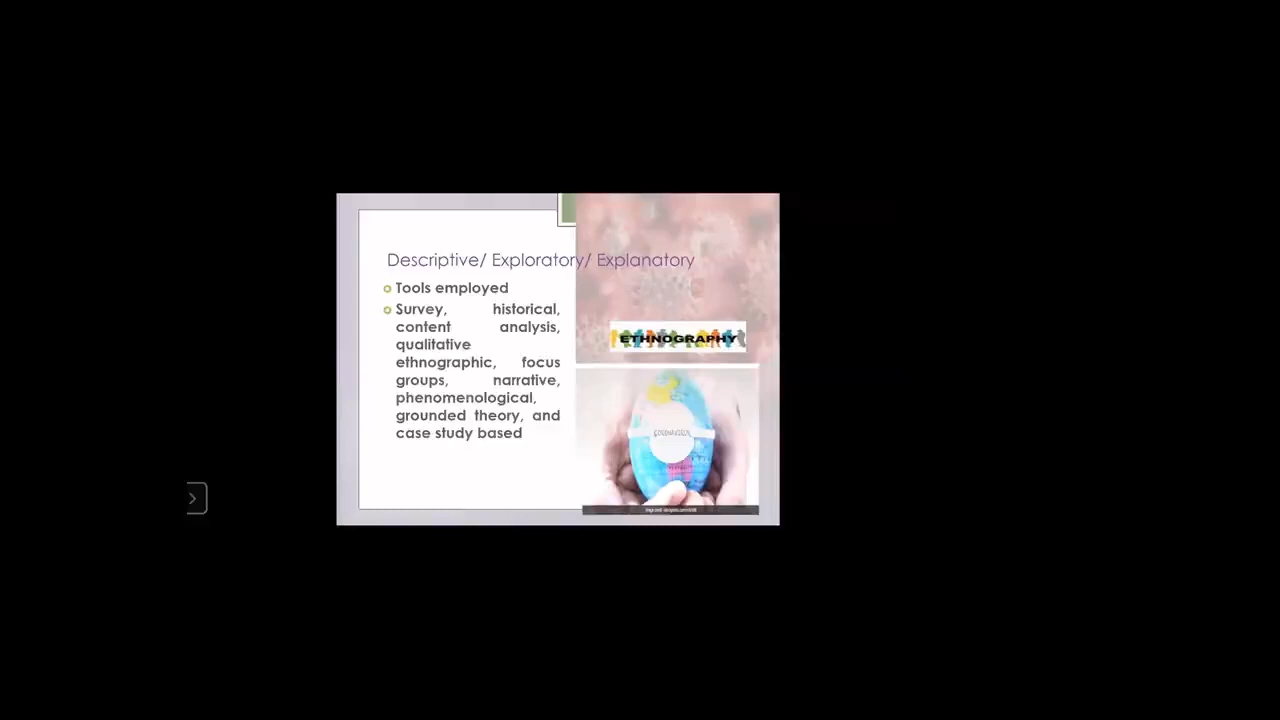 Descriptive/ Exploratory/ Explanatory
Tools employed
Survey, historical,
content analysis,
qualitative
ethnographic, focus
groups, narrative,
phenomenological,
grounded theory, and
case study based
ETHNOGRAPHY
CORONAVIRUS